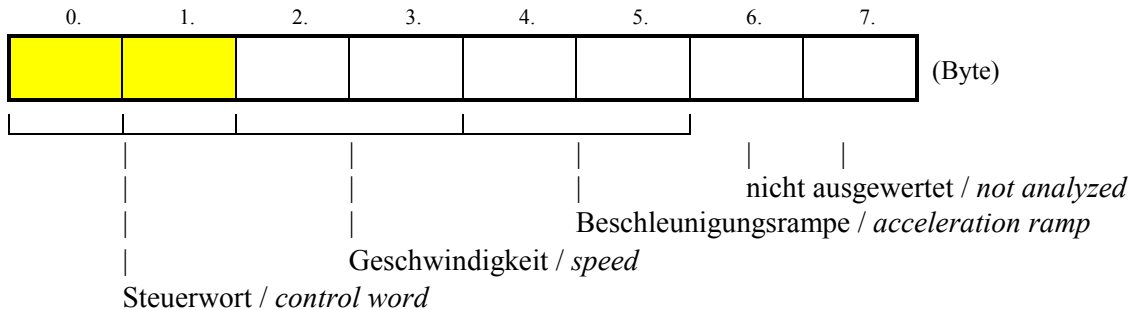 0. 1. 2. 3. 4. 5. 6. 7.
(Byte)
nicht ausgewertet / not analyzed
Beschleunigungsrampe / acceleration ramp
Geschwindigkeit / speed
Steuerwort / control word